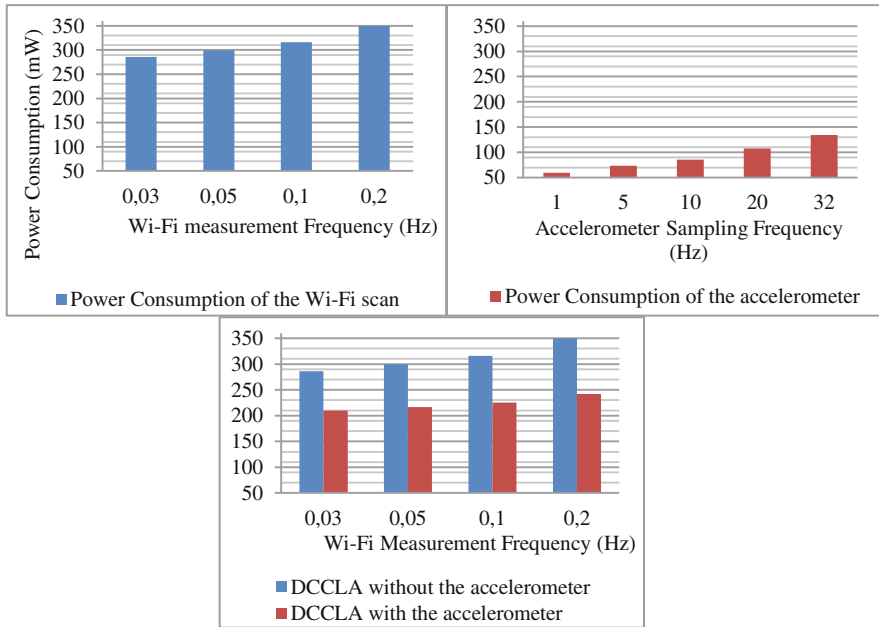 Power Consumption (mW)
350
300
250
200
150
100
50
0,03 0,05 0,1 0,2
Wi-Fi measurement Frequency (Hz)
Power Consumption of the Wi-Fi scan
350
300
250
200
150
100
50
1 5 10 20 32
Accelerometer Sampling Frequency
(Hz)
Power Consumption of the accelerometer
350
300
250
200
150
100
50
0,03 0,05 0,1 0,2
Wi-Fi Measurement Frequency (Hz)
DCCLA without the accelerometer
DCCLA with the accelerometer